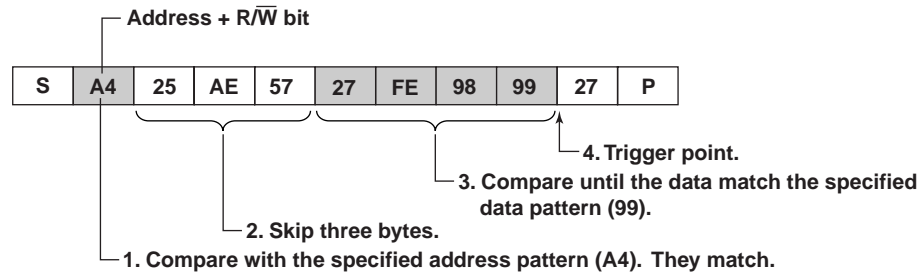 Address + R/W̅ bit
S A4 25 AE 57 27 FE 98 99 27 P
4. Trigger point.
3. Compare until the data match the specified
data pattern (99).
2. Skip three bytes.
1. Compare with the specified address pattern (A4). They match.